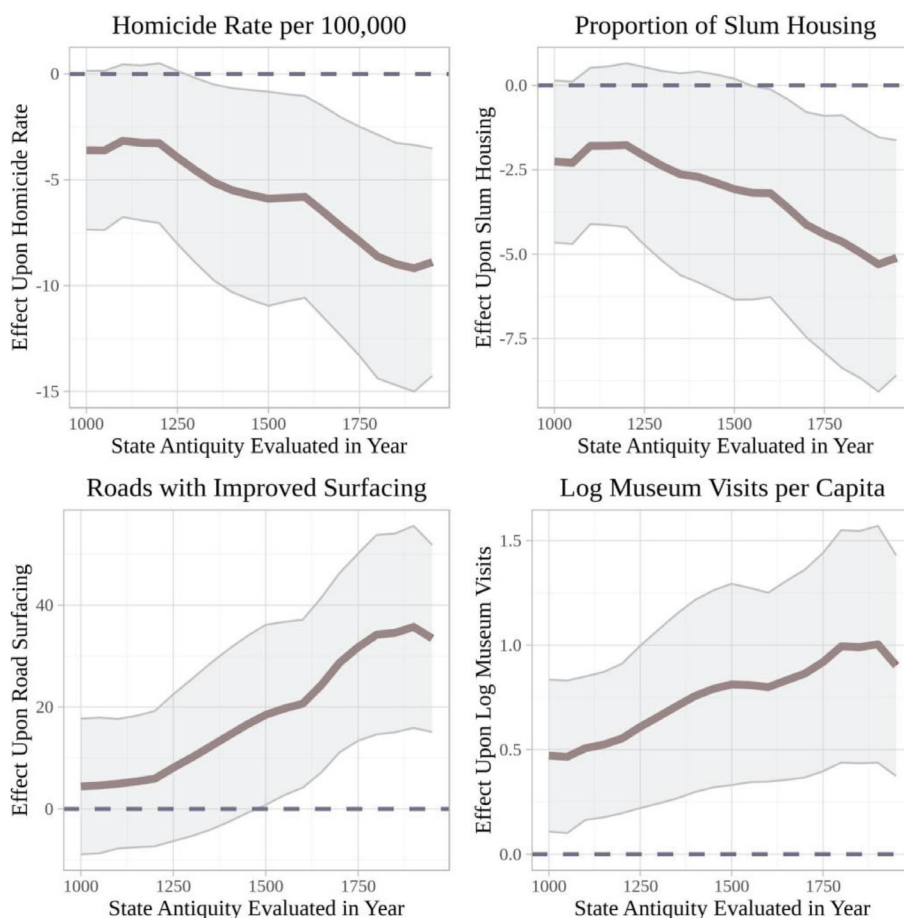 Homicide Rate per 100,000
Effect Upon Homicide Rate
0
-5
-10
-15
1000
1250
1500
1750
State Antiquity Evaluated in Year
Proportion of Slum Housing
Effect Upon Slum Housing
0.0
-2.5
-5.0
-7.5
1000
1250
1500
1750
State Antiquity Evaluated in Year
Roads with Improved Surfacing
Effect Upon Road Surfacing
40
20
0
1000
1250
1500
1750
State Antiquity Evaluated in Year
Log Museum Visits per Capita
Effect Upon Log Museum Visits
1.5
1.0
0.5
0.0
1000
1250
1500
1750
State Antiquity Evaluated in Year